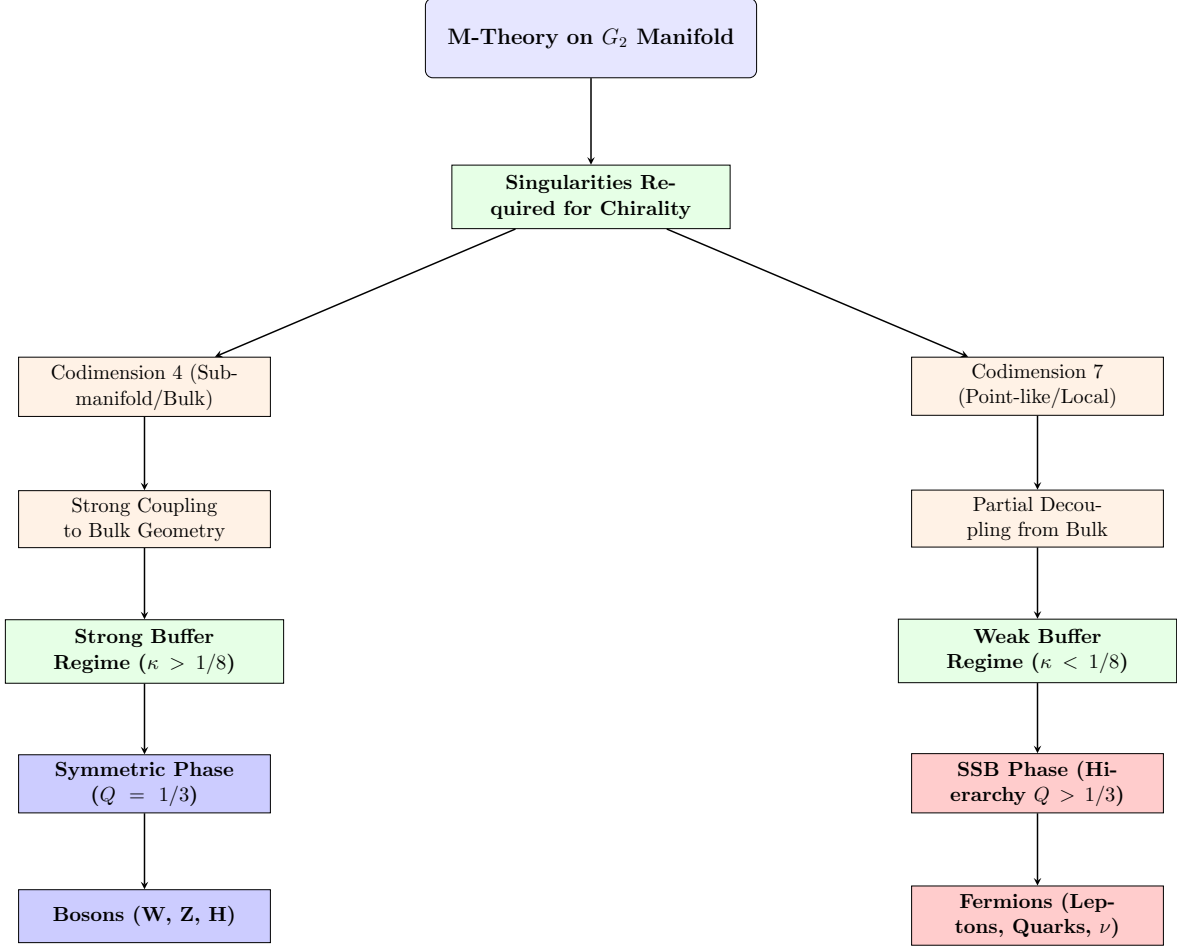 M-Theory on G₂ Manifold
Singularities Re-
quired for Chirality
Codimension 4 (Sub-
manifold/Bulk)
Codimension 7
(Point-like/Local)
Strong Coupling
to Bulk Geometry
Partial Decou-
pling from Bulk
Strong Buffer
Regime (κ > 1/8)
Weak Buffer
Regime (κ < 1/8)
Symmetric Phase
(Q = 1/3)
SSB Phase (Hi-
erarchy Q > 1/3)
Bosons (W, Z, H)
Fermions (Lep-
tons, Quarks, ν)